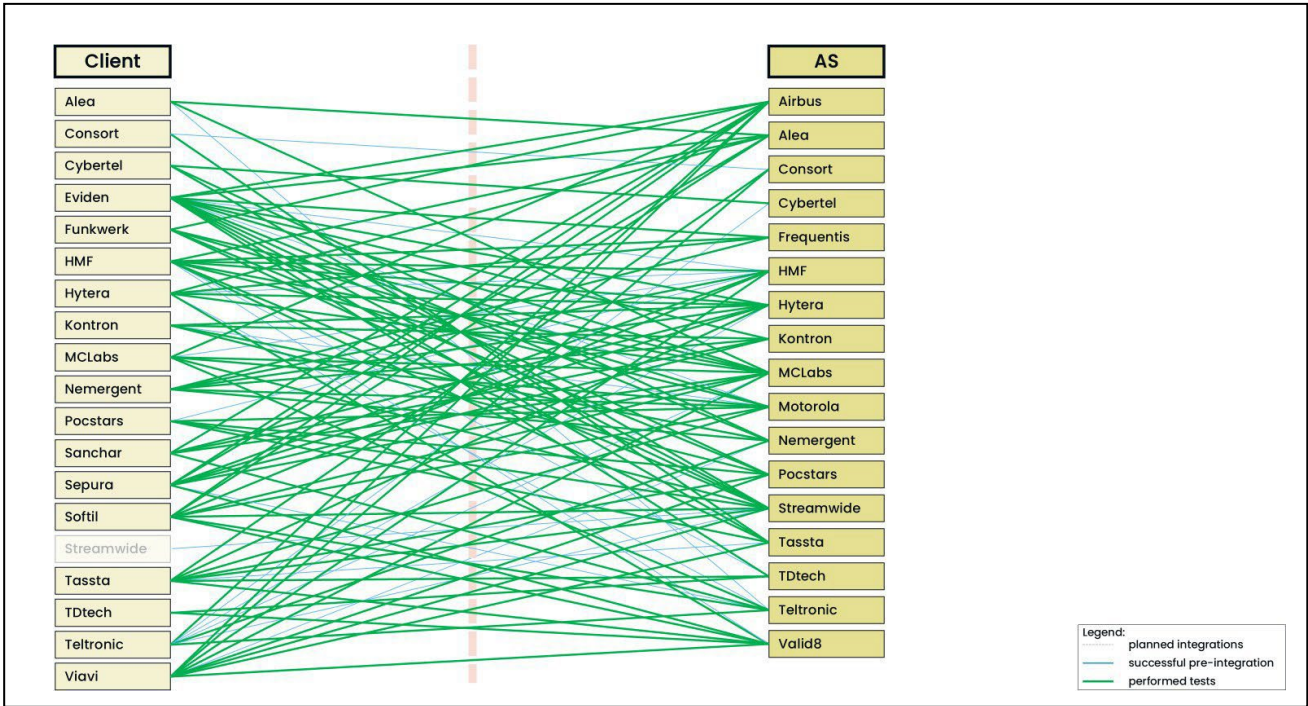 Client
AS
Alea
Consort
Cybertel
Eviden
Funkwerk
HMF
Hytera
Kontron
MCLabs
Nemergent
Pocstars
Sanchar
Sepura
Softil
Streamwide
Tassta
TDtech
Teltronic
Viavi
Airbus
Alea
Consort
Cybertel
Frequentis
HMF
Hytera
Kontron
MCLabs
Motorola
Nemergent
Pocstars
Streamwide
Tassta
TDtech
Teltronic
Valid8
Legend:
planned integrations
successful pre-integration
performed tests